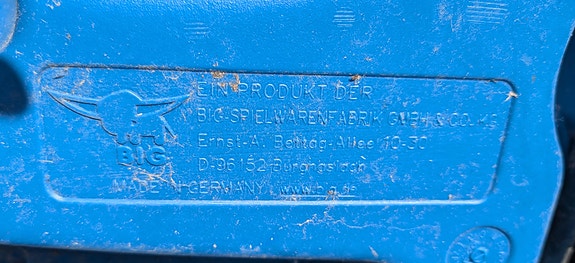 EIN PRODUKT DER
BIG-SPIELWARENFABRIK GMBH & CO. KG
Ernst-A. Bettag-Allee 10-30
D-96152 Burghaslach
MADE IN GERMANY www.big.de
BIG